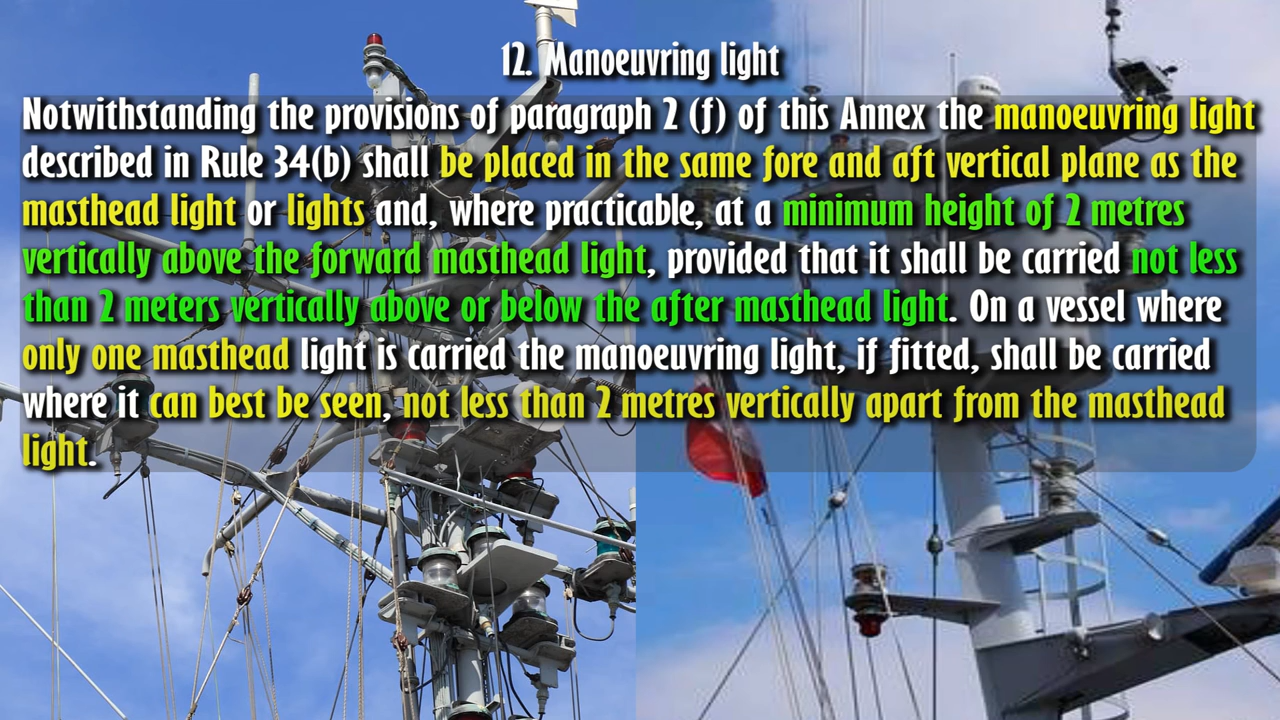 12. Manoeuvring light
Notwithstanding the provisions of paragraph 2 (f) of this Annex the manoeuvring light
described in Rule 34(b) shall be placed in the same fore and aft vertical plane as the
masthead light or lights and, where practicable, at a minimum height of 2 metres
vertically above the forward masthead light, provided that it shall be carried not less
than 2 meters vertically above or below the after masthead light. On a vessel where
only one masthead light is carried the manoeuvring light, if fitted, shall be carried
where it can best be seen, not less than 2 metres vertically apart from the masthead
light.